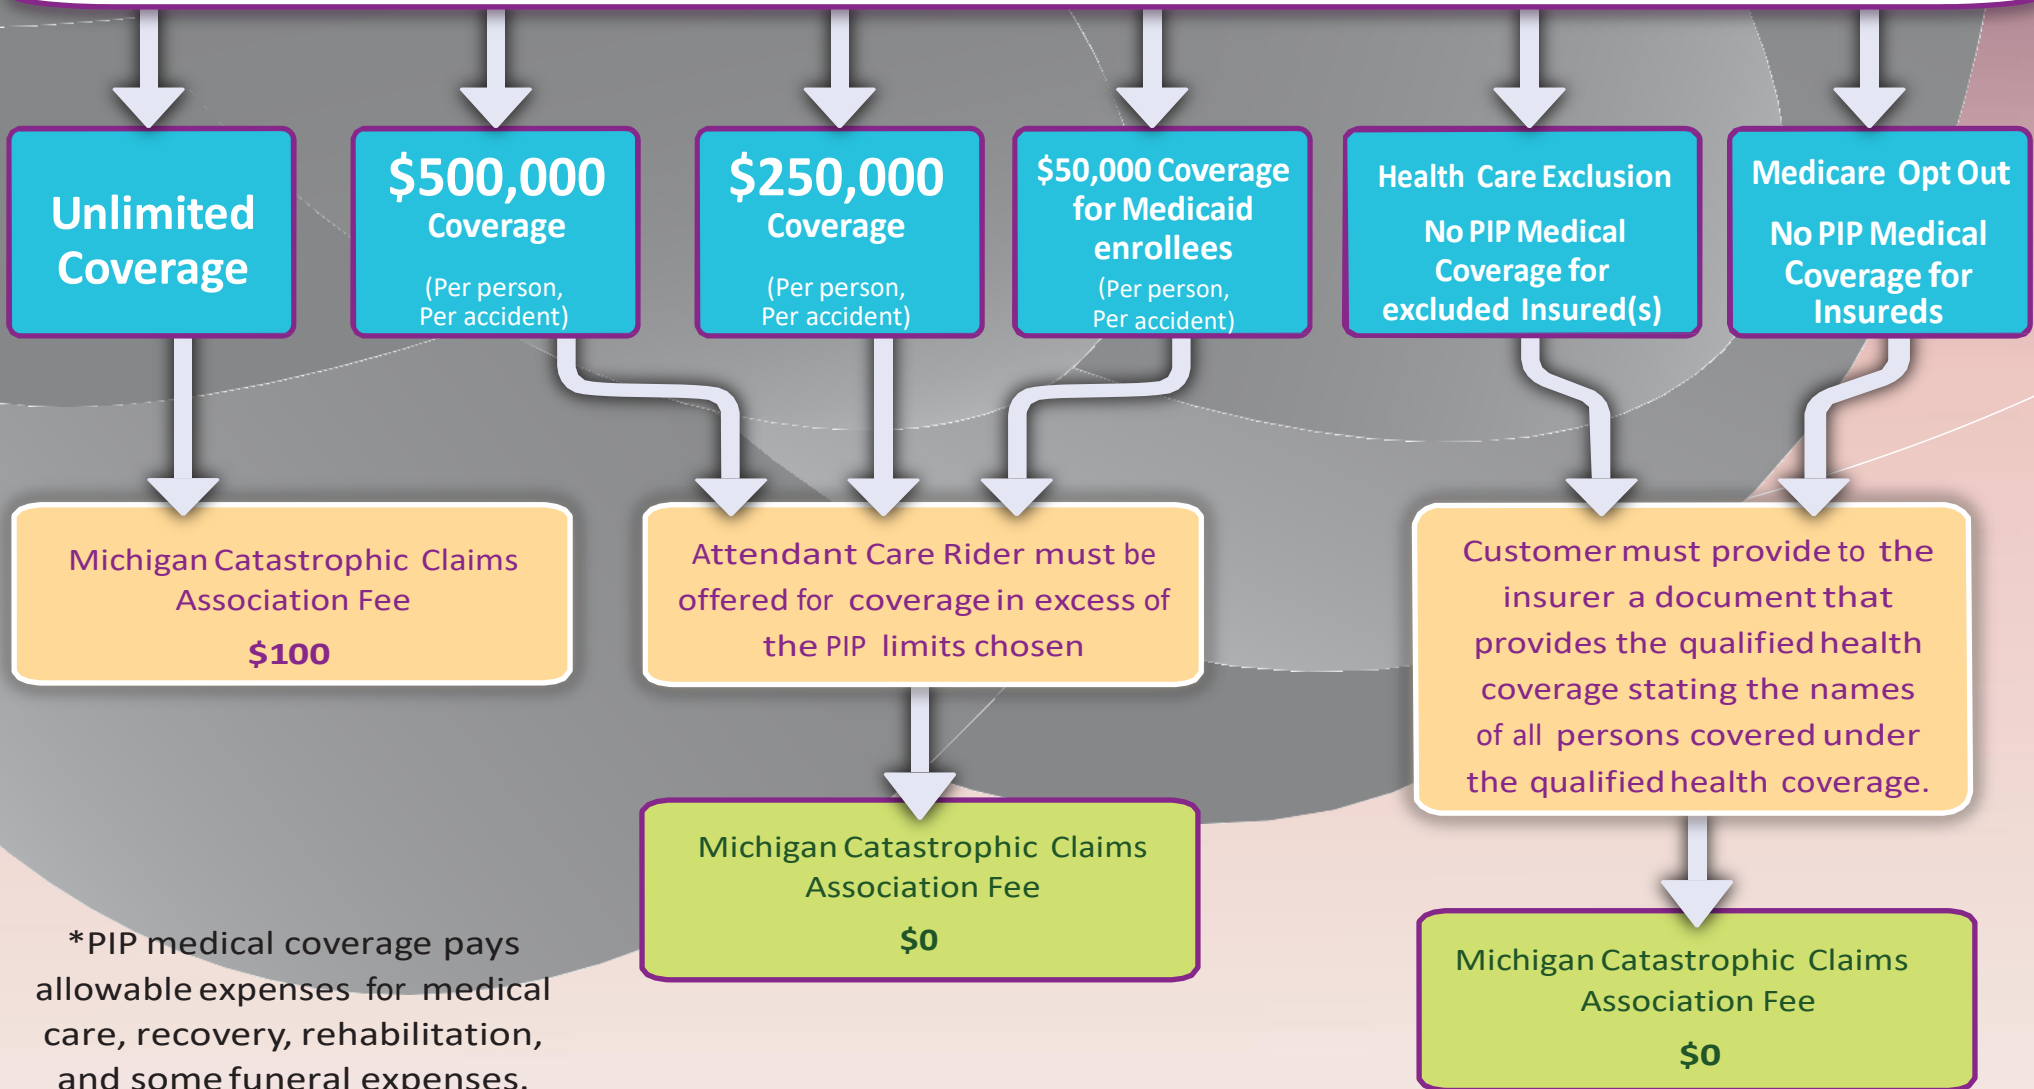 Unlimited
Coverage
$500,000
Coverage
(Per person,
Per accident)
$250,000
Coverage
(Per person,
Per accident)
$50,000 Coverage
for Medicaid
enrollees
(Per person,
Per accident)
Health Care Exclusion
No PIP Medical
Coverage for
excluded Insured(s)
Medicare Opt Out
No PIP Medical
Coverage for
Insureds
Michigan Catastrophic Claims
Association Fee
$100
Attendant Care Rider must be
offered for coverage in excess of
the PIP limits chosen
Customer must provide to the
insurer a document that
provides the qualified health
coverage stating the names
of all persons covered under
the qualified health coverage.
Michigan Catastrophic Claims
Association Fee
$0
Michigan Catastrophic Claims
Association Fee
$0
*PIP medical coverage pays
allowable expenses for medical
care, recovery, rehabilitation,
and some funeral expenses.